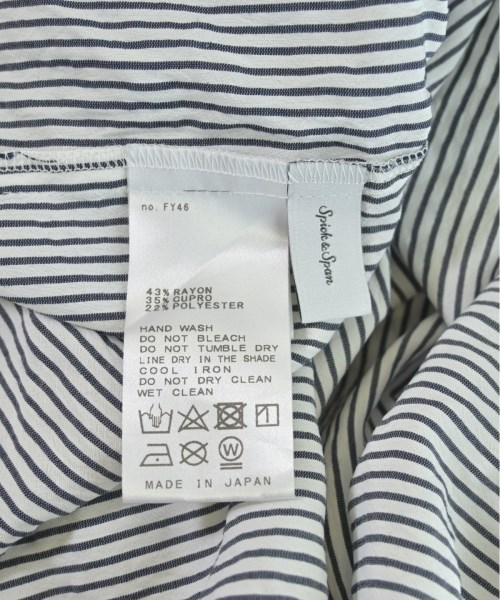 no. FY46
Spick&Span
43% RAYON
35% CUPRO
22% POLYESTER
HAND WASH
DO NOT BLEACH
DO NOT TUMBLE DRY
LINE DRY IN THE SHADE
COOL IRON
DO NOT DRY CLEAN
WET CLEAN
W
MADE IN JAPAN